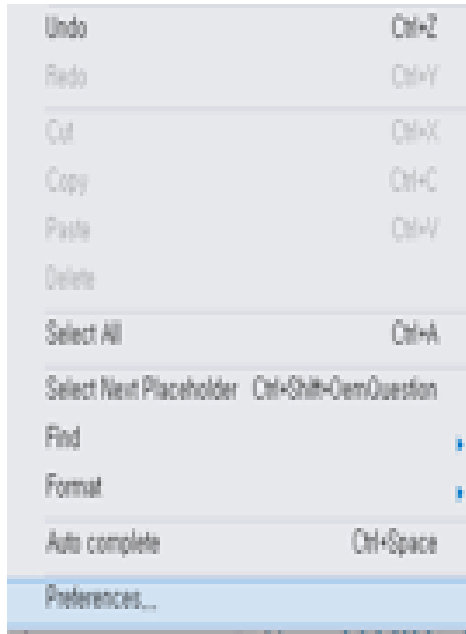 Undo Ctrl+Z
Redo Ctrl+Y
Cut Ctrl+X
Copy Ctrl+C
Paste Ctrl+V
Delete
Select All Ctrl+A
Select Next Placeholder Ctrl+Shift+OemQuestion
Find
Format
Auto complete Ctrl+Space
Preferences...